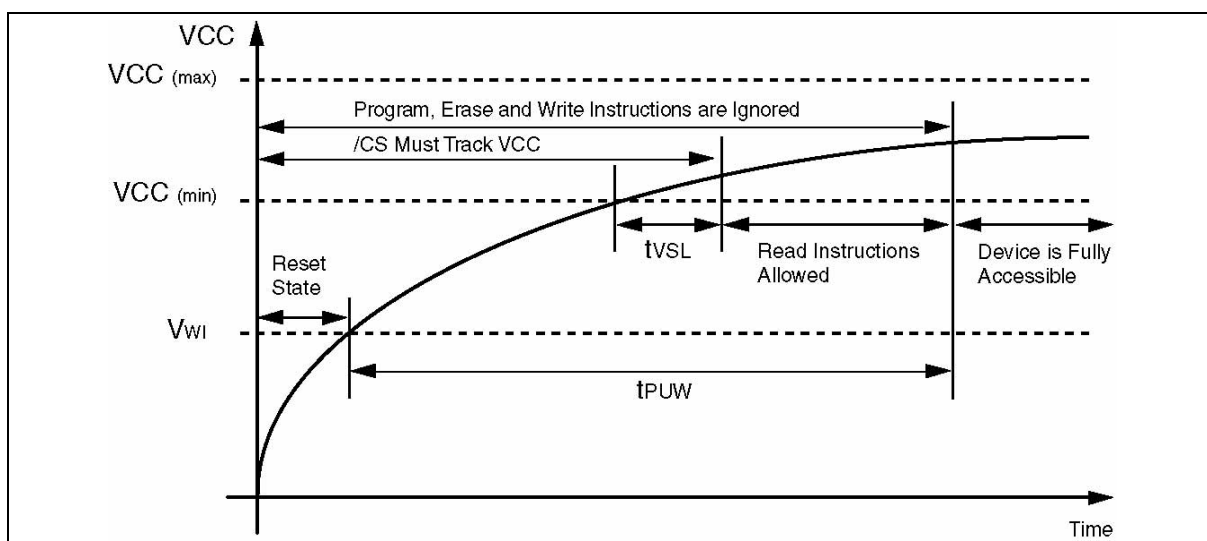 VCC
VCC (max)
Program, Erase and Write Instructions are Ignored
/CS Must Track VCC
VCC (min)
tVSL
Read Instructions
Allowed
Device is Fully
Accessible
Reset
State
VWI
tPUW
Time